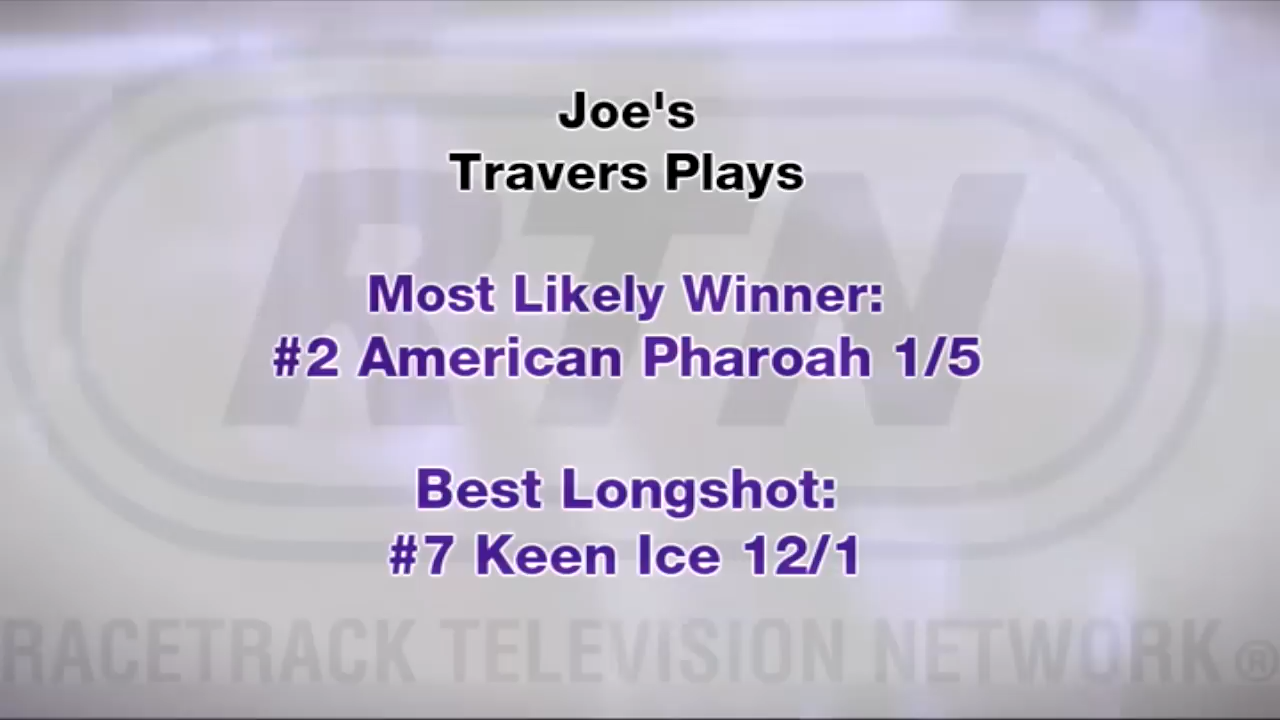 Joe's
Travers Plays
Most Likely Winner:
#2 American Pharoah 1/5
Best Longshot:
#7 Keen Ice 12/1
RTN
RACETRACK TELEVISION NETWORK ®